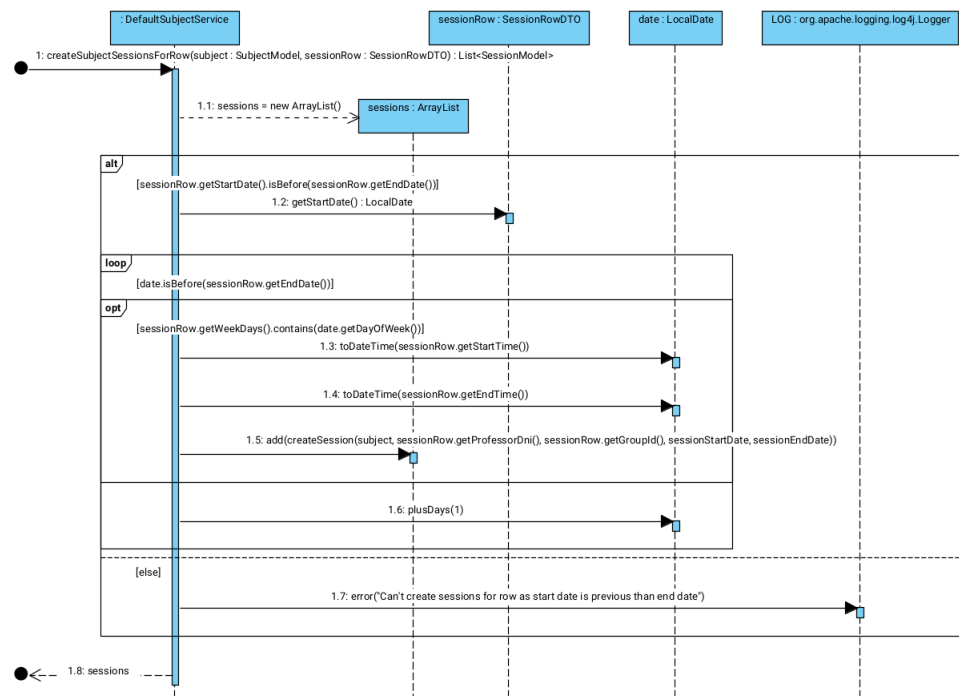 : DefaultSubjectService
sessionRow : SessionRowDTO
date : LocalDate
LOG : org.apache.logging.log4j.Logger
1: createSubjectSessionsForRow(subject : SubjectModel, sessionRow : SessionRowDTO) : List<SessionModel>
1.1: sessions = new ArrayList()
sessions : ArrayList
alt
[sessionRow.getStartDate().isBefore(sessionRow.getEndDate())]
1.2: getStartDate() : LocalDate
loop
[date.isBefore(sessionRow.getEndDate())]
opt
[sessionRow.getWeekDays().contains(date.getDayOfWeek())]
1.3: toDateTime(sessionRow.getStartTime())
1.4: toDateTime(sessionRow.getEndTime())
1.5: add(createSession(subject, sessionRow.getProfessorDni(), sessionRow.getGroupId(), sessionStartDate, sessionEndDate))
1.6: plusDays(1)
[else]
1.7: error("Can't create sessions for row as start date is previous than end date")
1.8: sessions